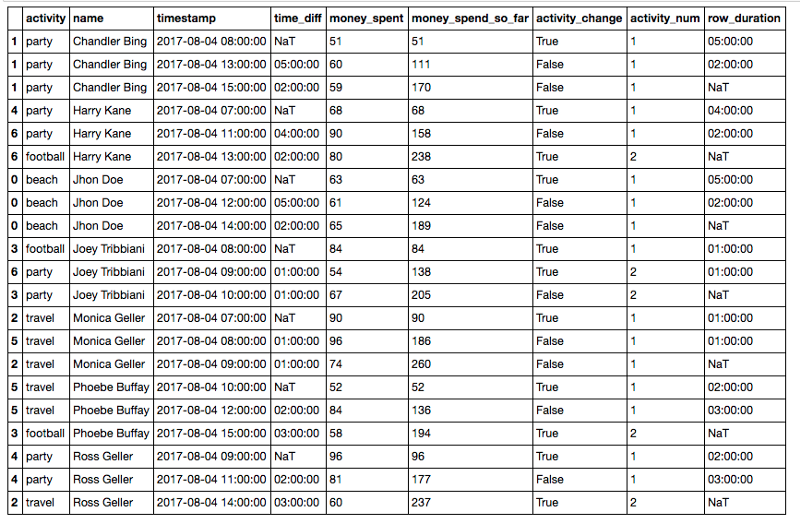 activity name timestamp time_diff money_spent money_spend_so_far activity_change activity_num row_duration
1 party Chandler Bing 2017-08-04 08:00:00 NaT 51 51 True 1 05:00:00
1 party Chandler Bing 2017-08-04 13:00:00 05:00:00 60 111 False 1 02:00:00
1 party Chandler Bing 2017-08-04 15:00:00 02:00:00 59 170 False 1 NaT
4 party Harry Kane 2017-08-04 07:00:00 NaT 68 68 True 1 04:00:00
6 party Harry Kane 2017-08-04 11:00:00 04:00:00 90 158 False 1 02:00:00
6 football Harry Kane 2017-08-04 13:00:00 02:00:00 80 238 True 2 NaT
0 beach Jhon Doe 2017-08-04 07:00:00 NaT 63 63 True 1 05:00:00
0 beach Jhon Doe 2017-08-04 12:00:00 05:00:00 61 124 False 1 02:00:00
0 beach Jhon Doe 2017-08-04 14:00:00 02:00:00 65 189 False 1 NaT
3 football Joey Tribbiani 2017-08-04 08:00:00 NaT 84 84 True 1 01:00:00
6 party Joey Tribbiani 2017-08-04 09:00:00 01:00:00 54 138 True 2 01:00:00
3 party Joey Tribbiani 2017-08-04 10:00:00 01:00:00 67 205 False 2 NaT
2 travel Monica Geller 2017-08-04 07:00:00 NaT 90 90 True 1 01:00:00
5 travel Monica Geller 2017-08-04 08:00:00 01:00:00 96 186 False 1 01:00:00
2 travel Monica Geller 2017-08-04 09:00:00 01:00:00 74 260 False 1 NaT
5 travel Phoebe Buffay 2017-08-04 10:00:00 NaT 52 52 True 1 02:00:00
5 travel Phoebe Buffay 2017-08-04 12:00:00 02:00:00 84 136 False 1 03:00:00
3 football Phoebe Buffay 2017-08-04 15:00:00 03:00:00 58 194 True 2 NaT
4 party Ross Geller 2017-08-04 09:00:00 NaT 96 96 True 1 02:00:00
4 party Ross Geller 2017-08-04 11:00:00 02:00:00 81 177 False 1 03:00:00
2 travel Ross Geller 2017-08-04 14:00:00 03:00:00 60 237 True 2 NaT